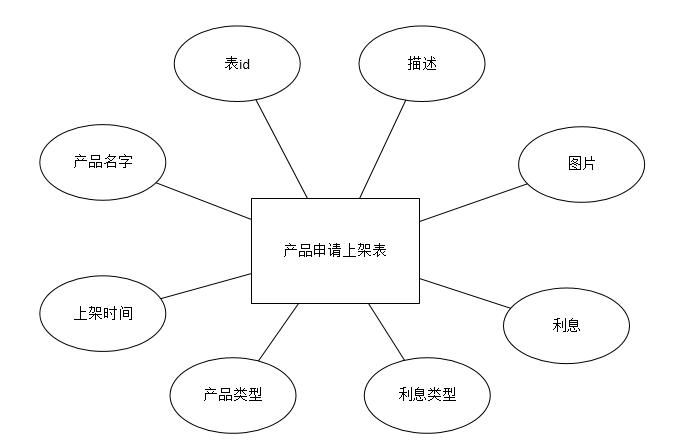 表id
描述
产品名字
图片
产品申请上架表
上架时间
利息
产品类型
利息类型